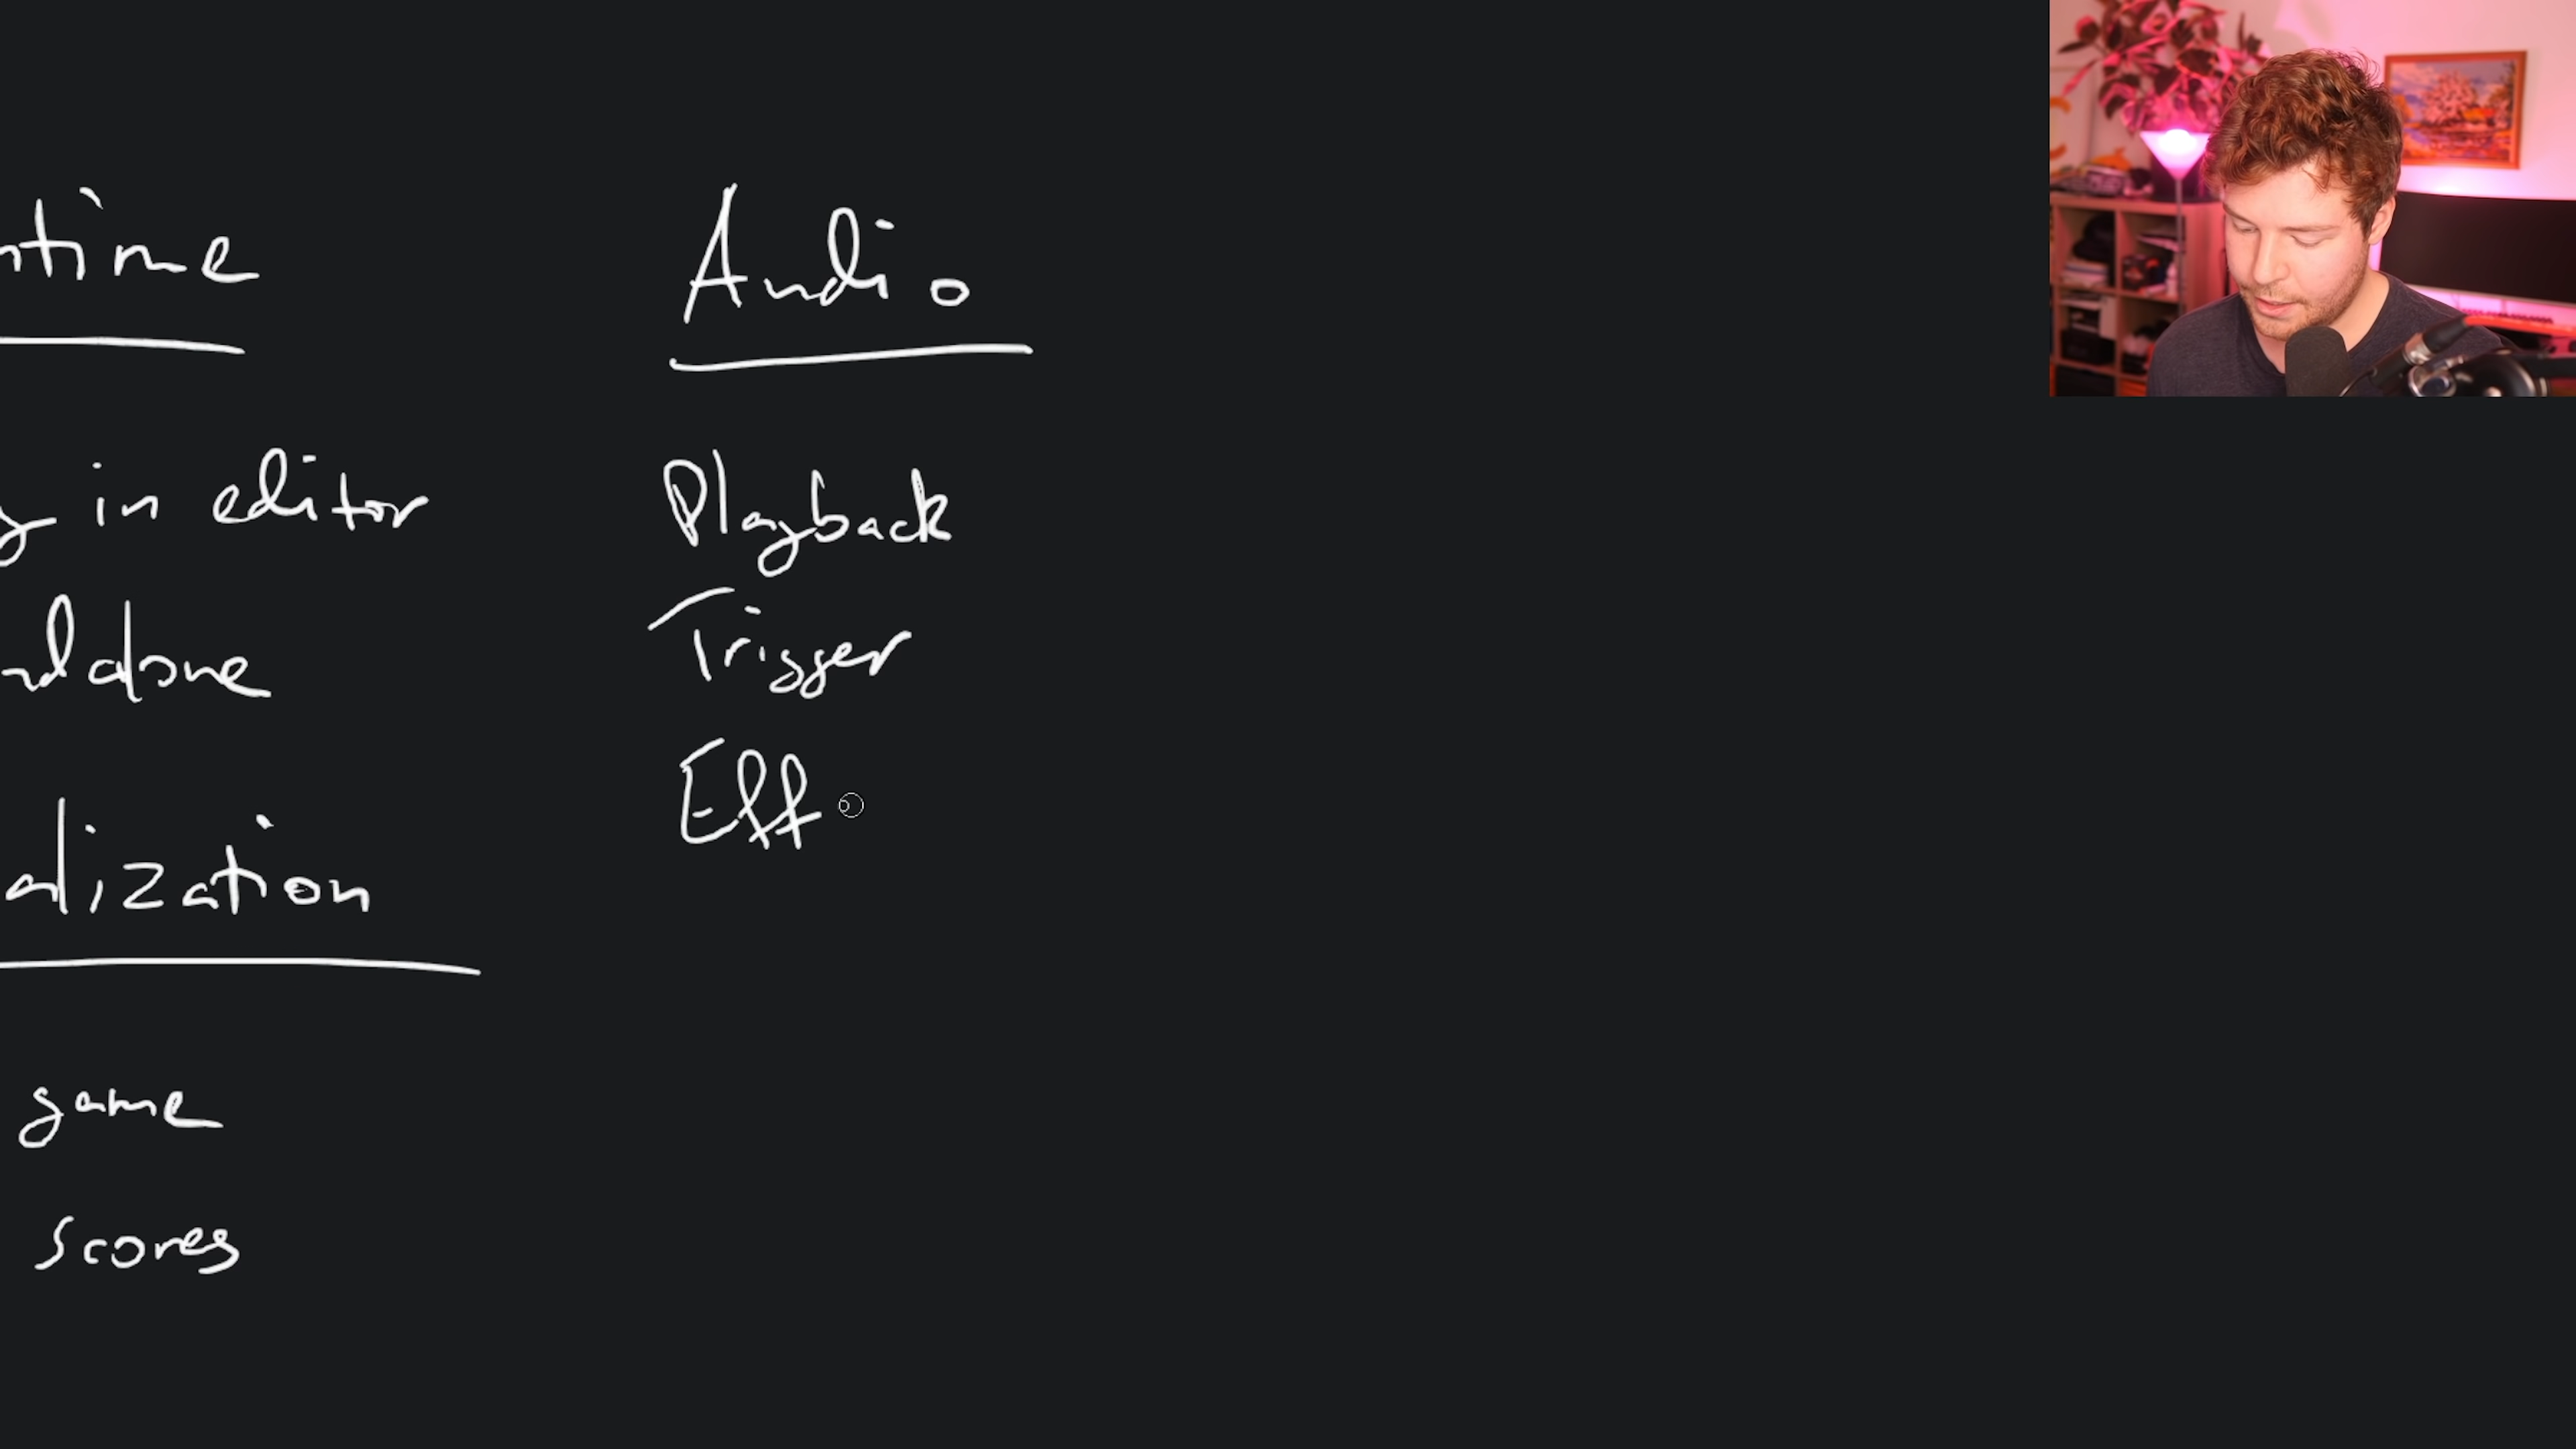 ntime
y in editor
ndalone
alization
game
scores
Audio
Playback
Trigger
Eff